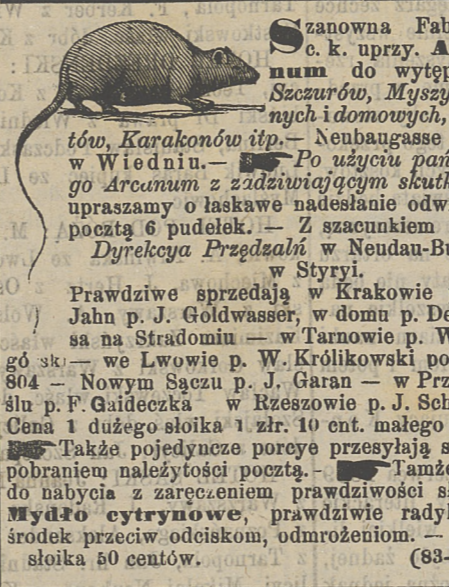 Szanowna Fab
c. k. uprzy. A
num do wytęp
Szczurów, Myszy
nych i domowych,
tów, Karakonów itp.— Neubaugasse
w Wiedniu.— Po użyciu pań
go Arcanum z zadziwiającym skutk
upraszamy o łaskawe nadesłanie odw
pocztą 6 pudełek. — Z szacunkiem
Dyrekcya Przędzalń w Neudau-Bu
w Styryi.
Prawdziwe sprzedają w Krakowie
Jahn p. J. Goldwasser, w domu p. De
sa na Stradomiu — w Tarnowie p. W
gó ski — we Lwowie p. W. Królikowski po
804 — Nowym Sączu p. J. Garan — w Prz
ślu p. F. Gaideczka w Rzeszowie p. J. Sch
Cena 1 dużego słoika 1 złr. 10 cnt. małego
Także pojedyncze porcye przesyłają s
pobraniem należytości pocztą. - Tamże
do nabycia z zaręczeniem prawdziwości s
Mydło cytrynowe, prawdziwie radyk
środek przeciw odciskom, odmrożeniom. —
słoika 50 centów. (83-